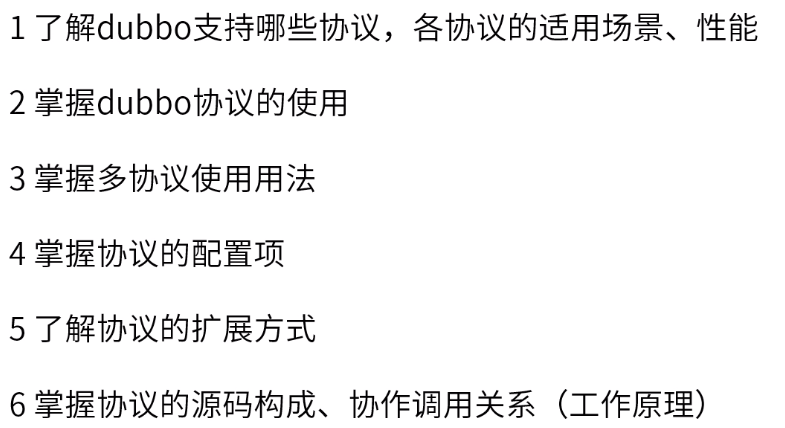 1 了解dubbo支持哪些协议，各协议的适用场景、性能
2 掌握dubbo协议的使用
3 掌握多协议使用用法
4 掌握协议的配置项
5 了解协议的扩展方式
6 掌握协议的源码构成、协作调用关系（工作原理）